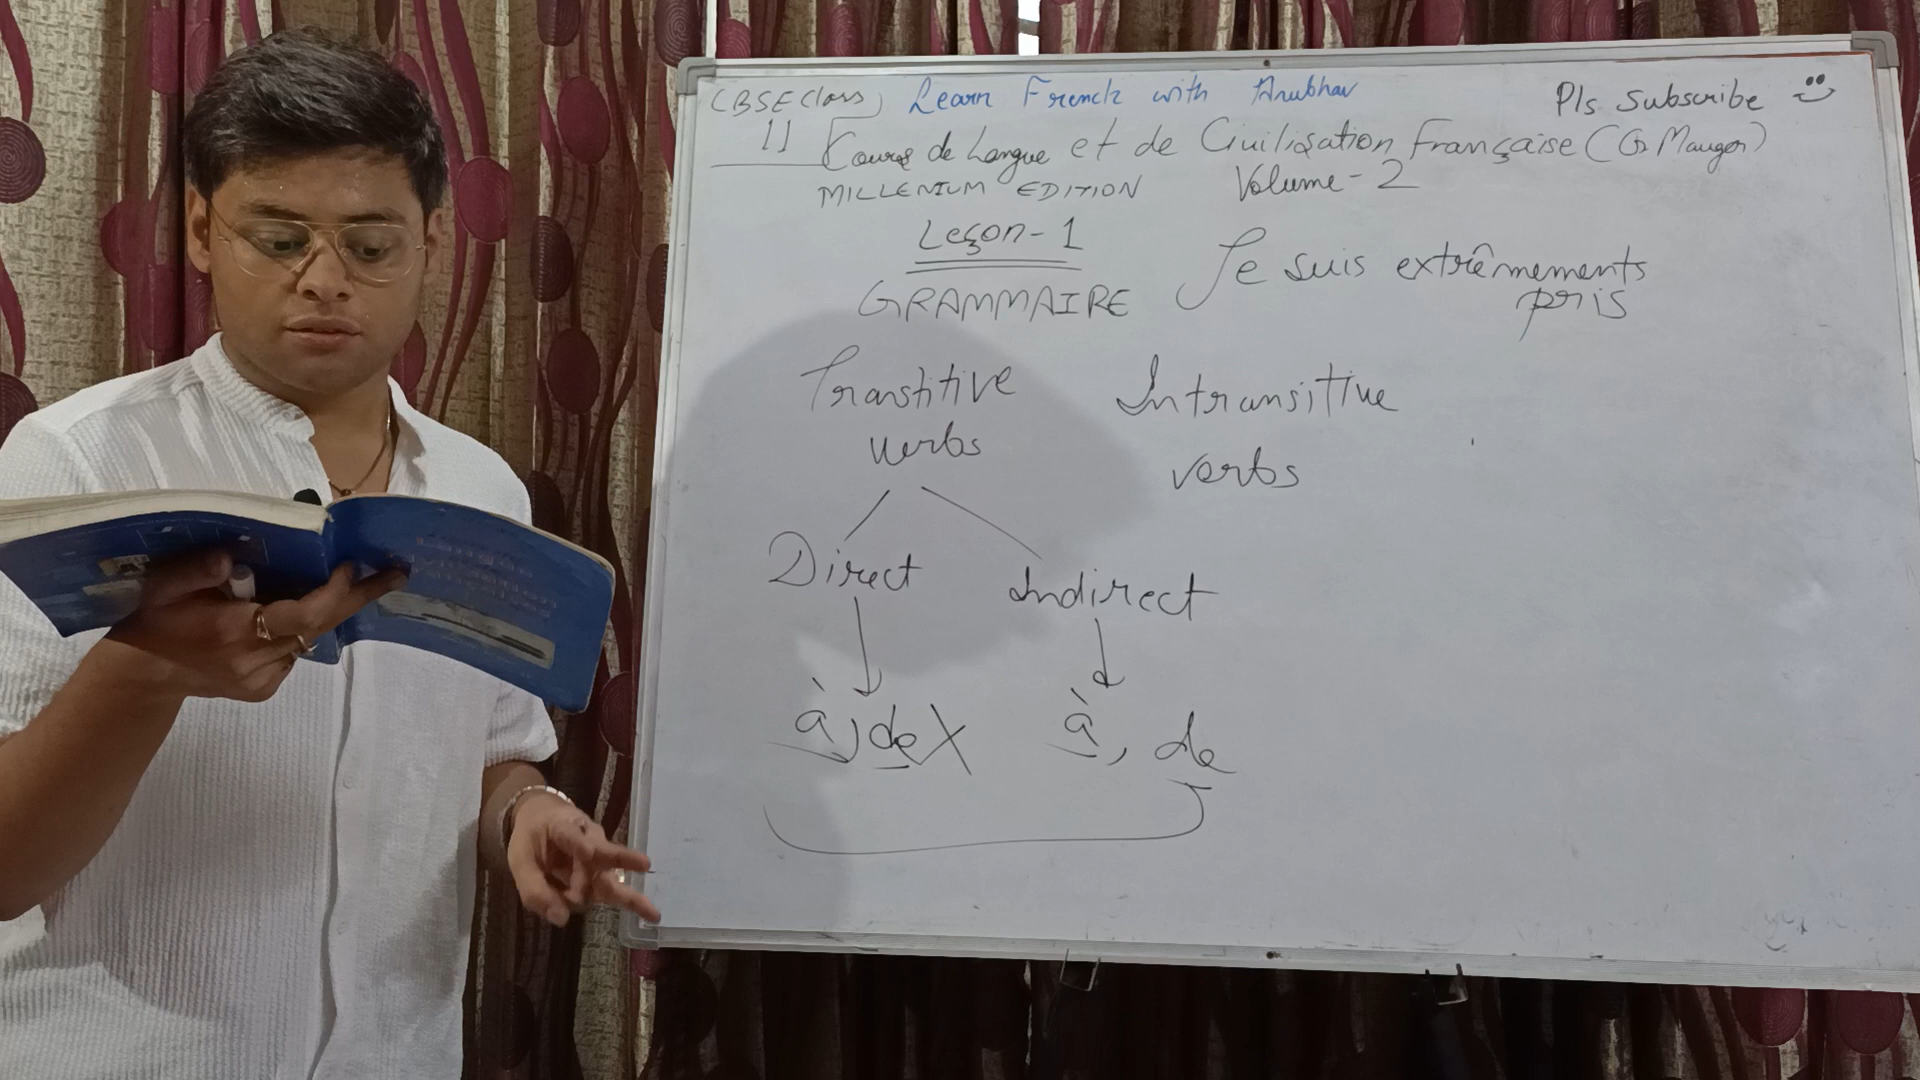 CBSE Class
11
Learn French with Anubhav
Pls Subscribe
Cours de Langue et de Civilisation Française (G Mauger)
MILLENIUM EDITION Volume - 2
Leçon - 1
GRAMMAIRE
Je suis extrêmements
pris
Transtitive
verbs
Intransitive
verbs
Direct
Indirect
à, de X
à, de